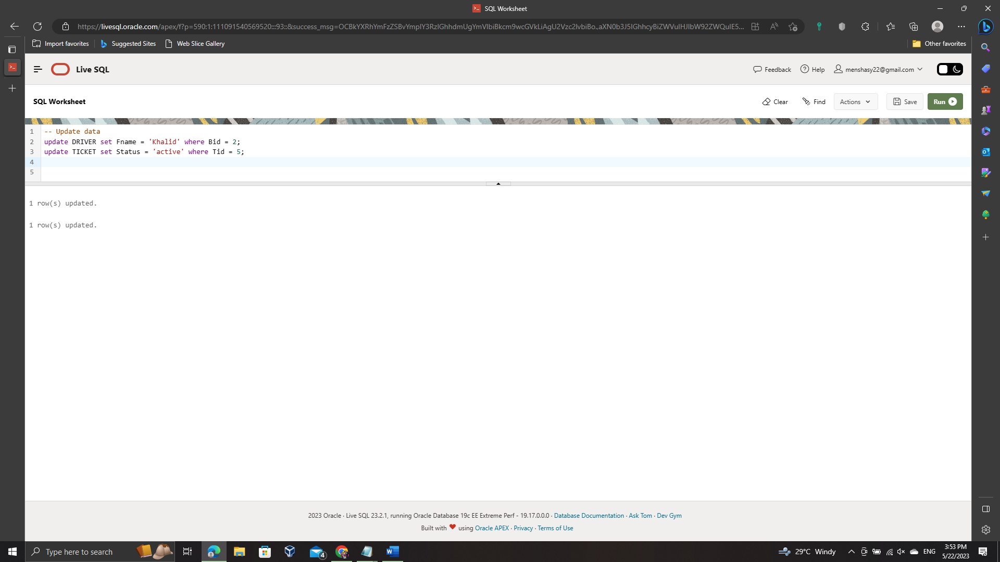 SQL Worksheet
https://livesql.oracle.com/apex/f?p=590:1:111091540569520:::93::&success_msg=OCBkYXRhYmFzZSBvYmplY3RzIGhhdmUgYmVlbiBkcm9wcGVkLiAgU2Vzc2lvbiBo.,aXN0b3J5IGhhcyBiZWVuIHJlbW92ZWQuIE5...
Import favorites
Suggested Sites
Web Slice Gallery
Other favorites
Live SQL
Feedback
Help
menshasy22@gmail.com
SQL Worksheet
Clear
Find
Actions
Save
Run
1 -- Update data
2 update DRIVER set Fname = 'Khalid' where Bid = 2;
3 update TICKET set Status = 'active' where Tid = 5;
4
5
1 row(s) updated.
1 row(s) updated.
2023 Oracle · Live SQL 23.2.1, running Oracle Database 19c EE Extreme Perf - 19.17.0.0.0 · Database Documentation · Ask Tom · Dev Gym
Built with ❤ using Oracle APEX · Privacy · Terms of Use
Type here to search
4
29°C Windy
ENG
3:53 PM
5/22/2023